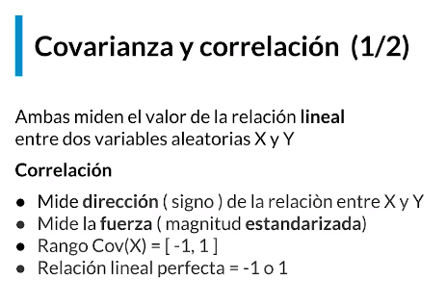 Covarianza y correlación (1/2)
Ambas miden el valor de la relación lineal
entre dos variables aleatorias X y Y
Correlación
● Mide dirección ( signo ) de la relaciòn entre X y Y
● Mide la fuerza ( magnitud estandarizada)
● Rango Cov(X) = [ -1, 1 ]
● Relación lineal perfecta = -1 o 1